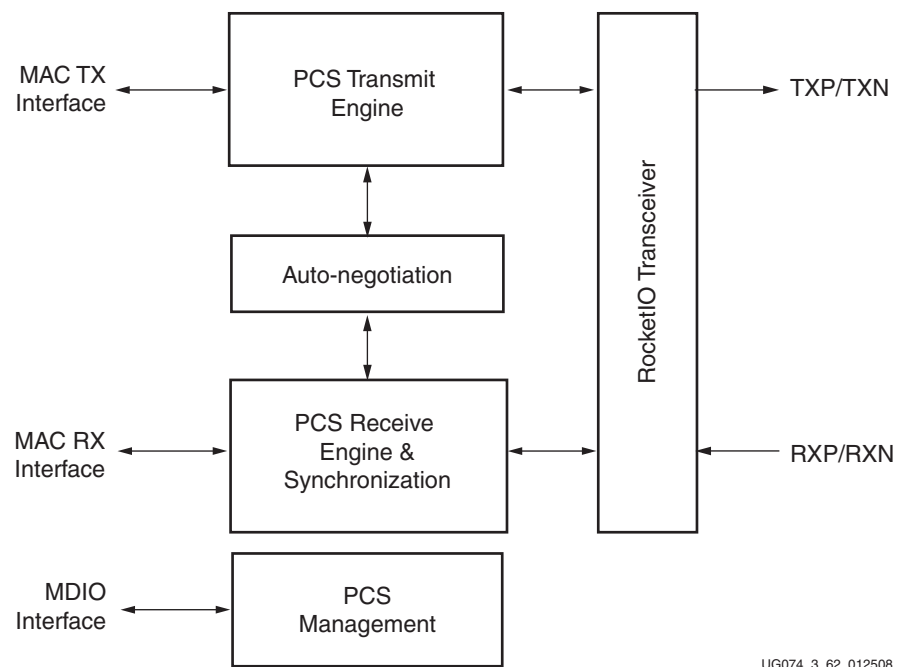 MAC TX
Interface
PCS Transmit
Engine
TXP/TXN
Auto-negotiation
RocketIO Transceiver
MAC RX
Interface
PCS Receive
Engine &
Synchronization
RXP/RXN
MDIO
Interface
PCS
Management
UG074_3_62_012508